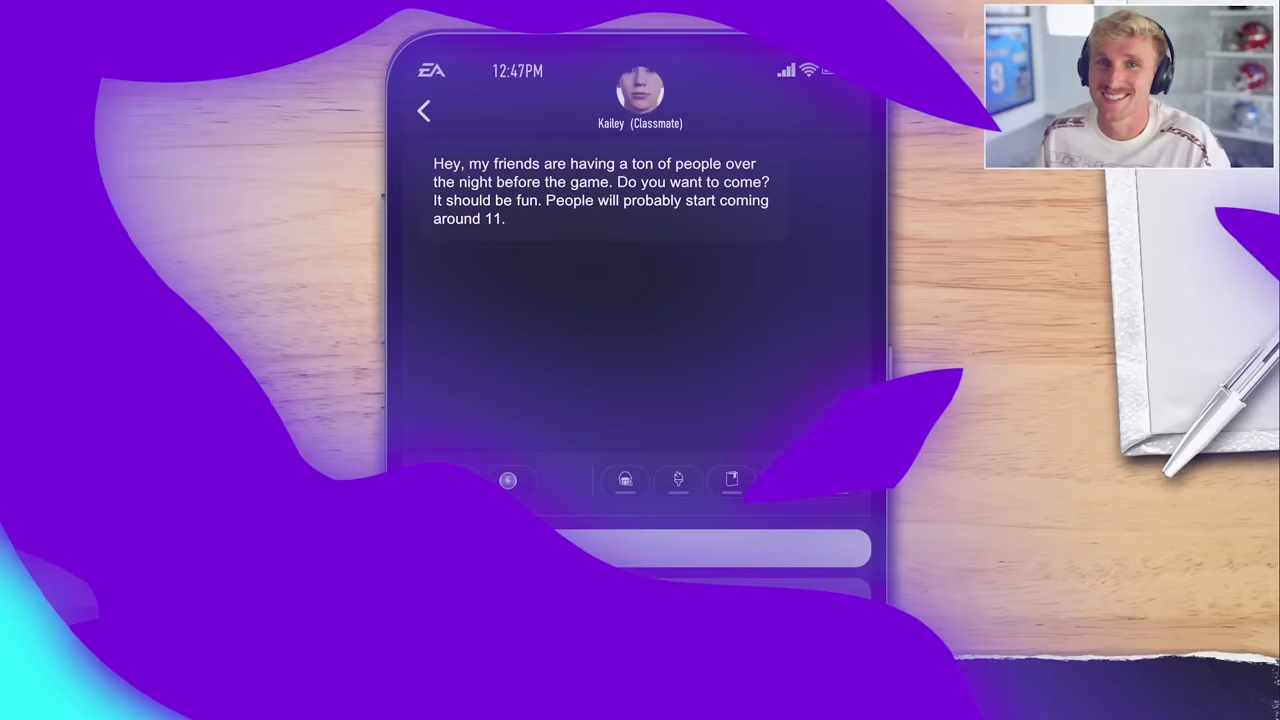 EA
12:47PM
Kailey (Classmate)
Hey, my friends are having a ton of people over
the night before the game. Do you want to come?
It should be fun. People will probably start coming
around 11.
9